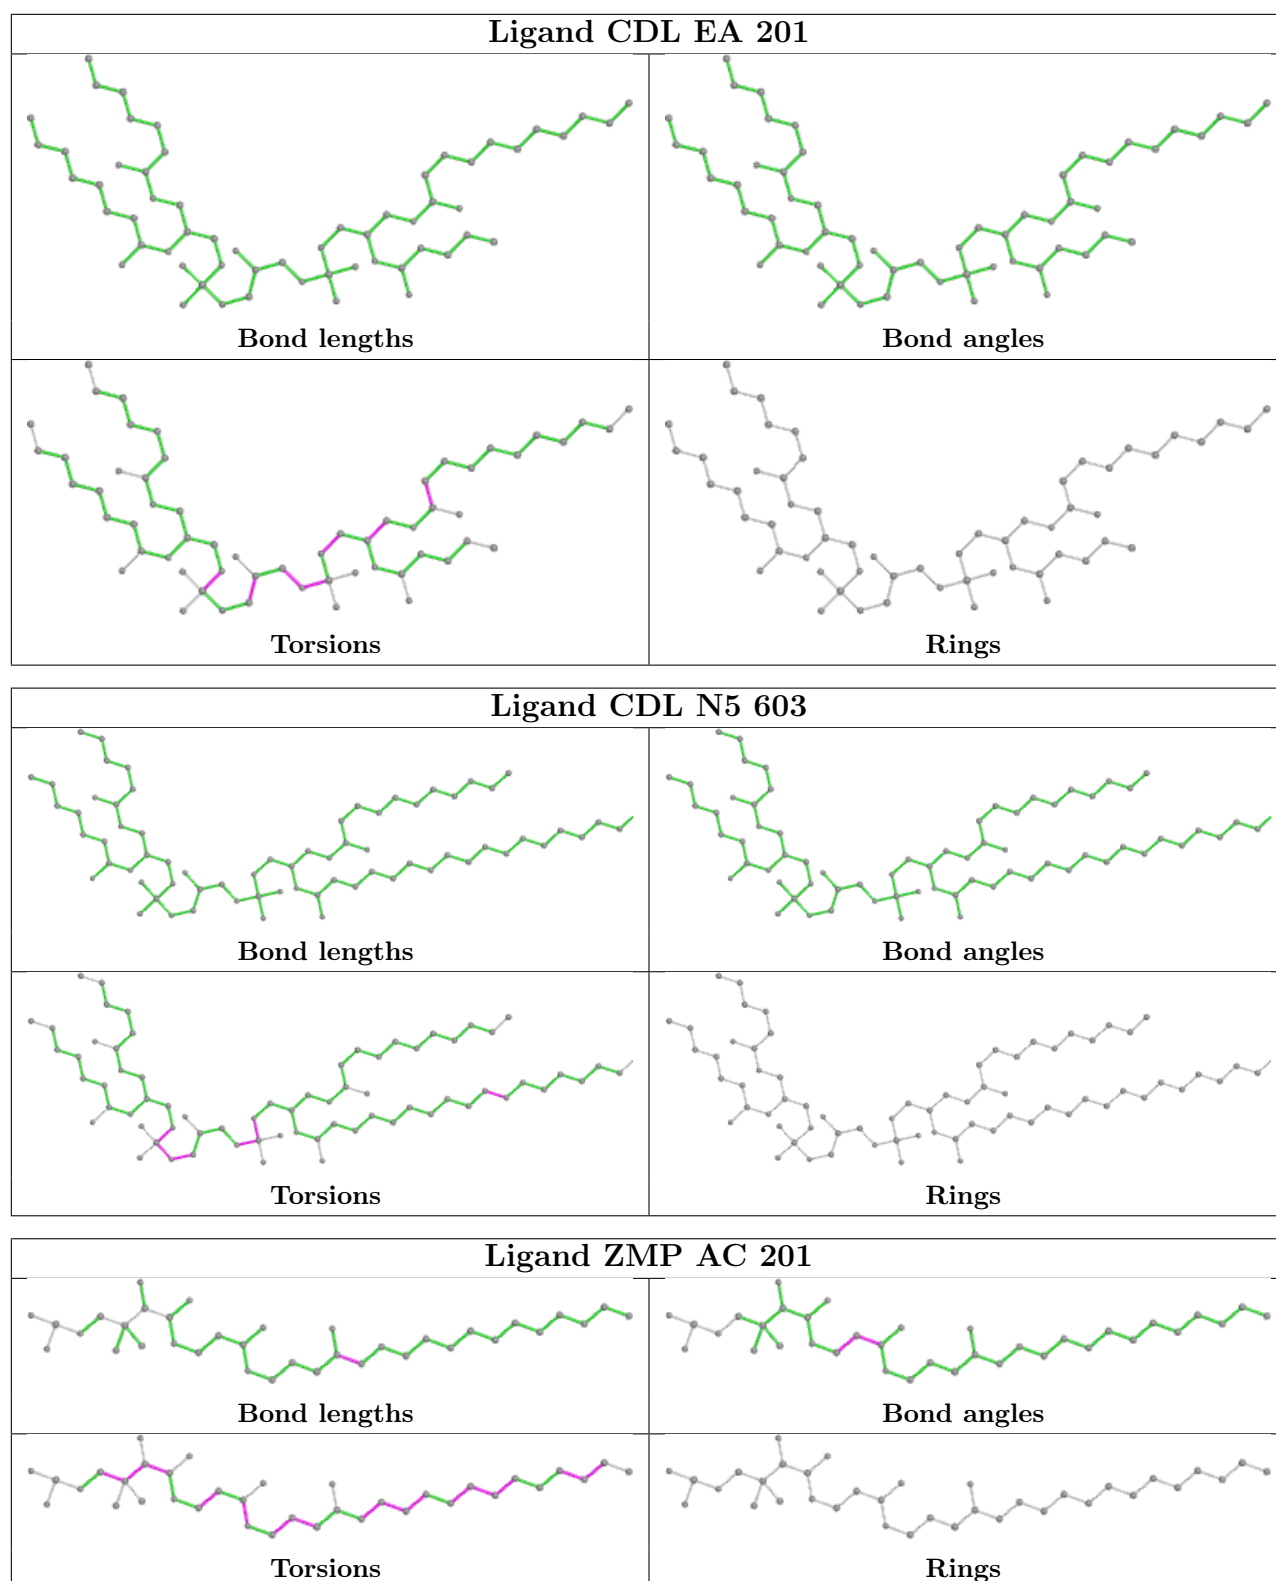 Ligand CDL EA 201
Bond lengths
Bond angles
Torsions
Rings
Ligand CDL N5 603
Bond lengths
Bond angles
Torsions
Rings
Ligand ZMP AC 201
Bond lengths
Bond angles
Torsions
Rings